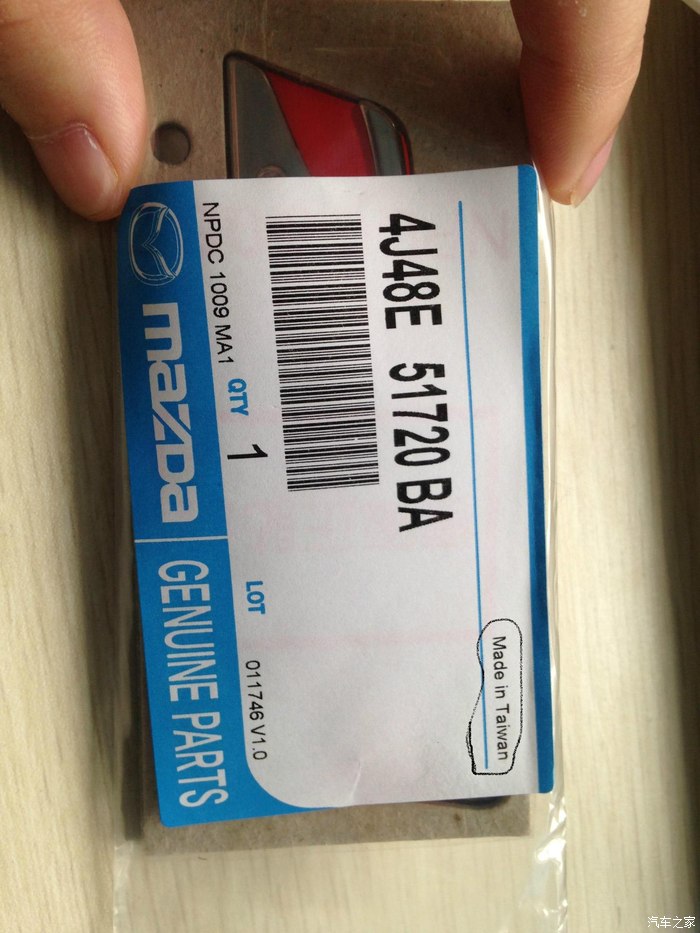 Made in Taiwan
4J48E 51720 BA
NPDC 1009 MA1 QTY 1 LOT 011746 V1.0
mazda GENUINE PARTS
汽车之家